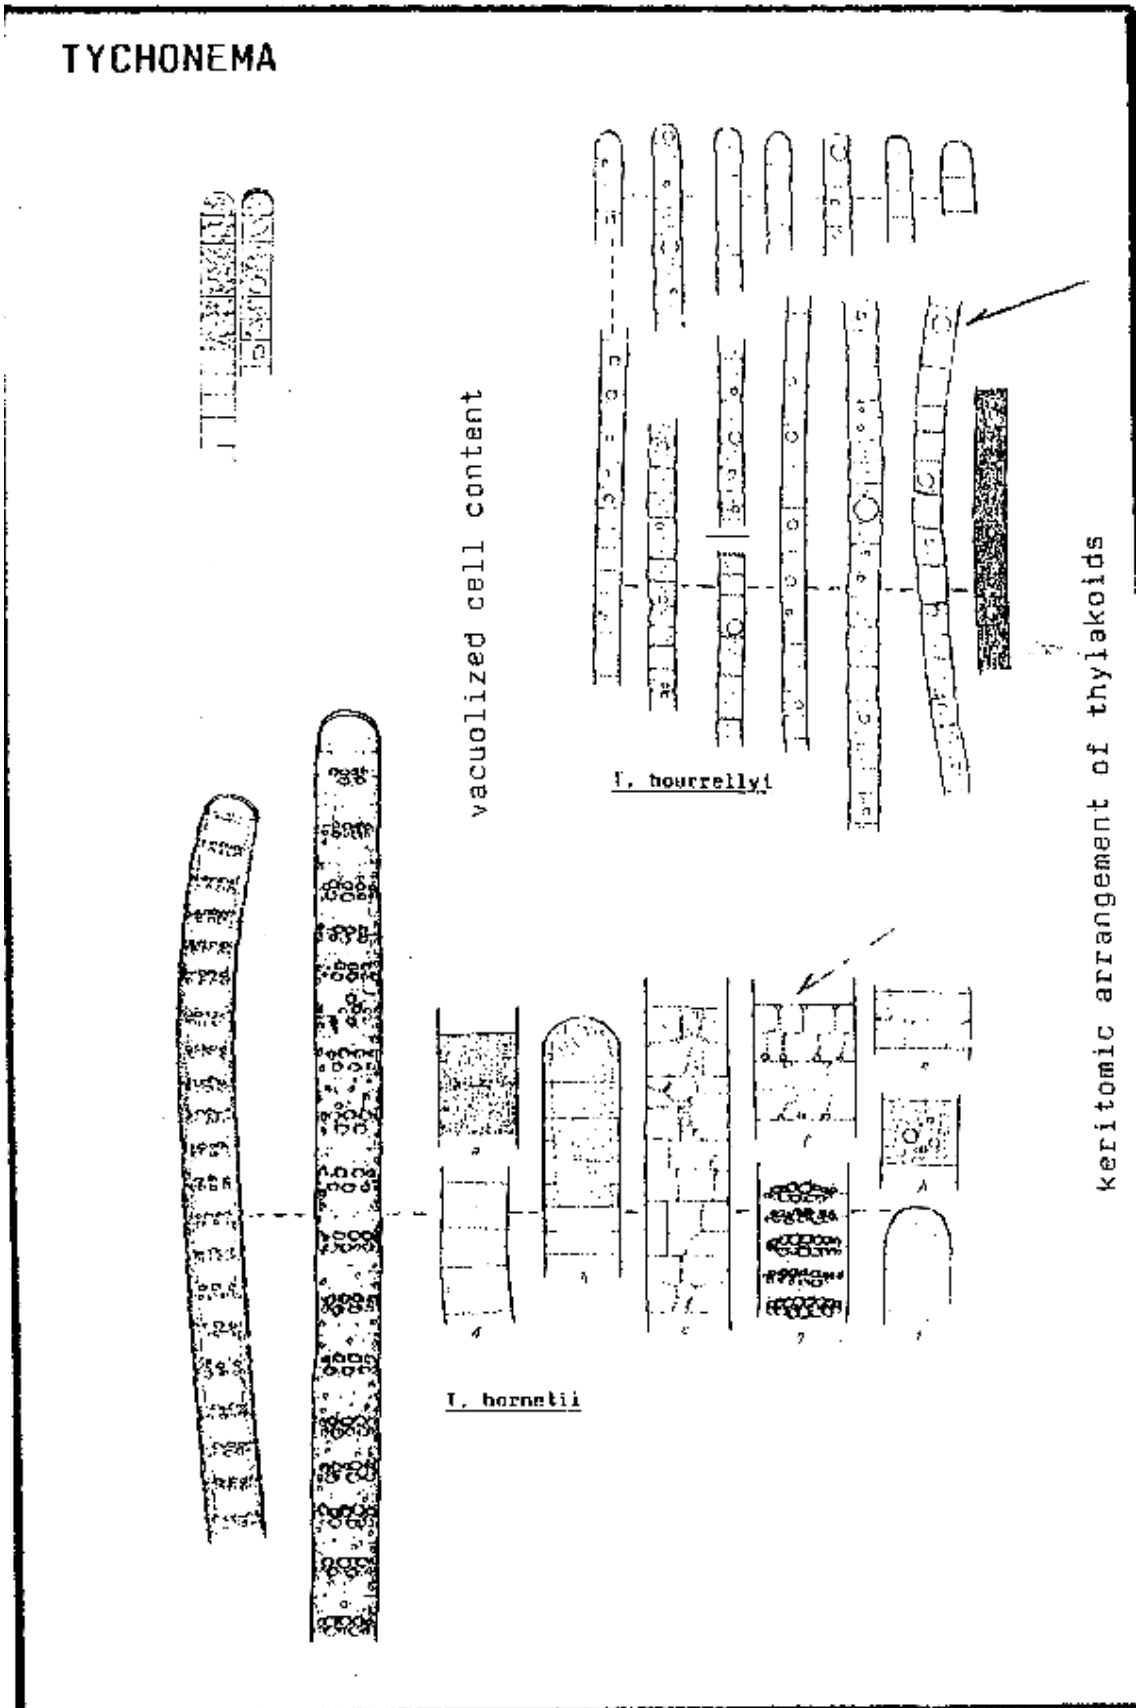 TYCHONEMA
vacuolized cell content
keritomic arrangement of thylakoids
T. bourrellyi
a
b
c
d
T. bornetii